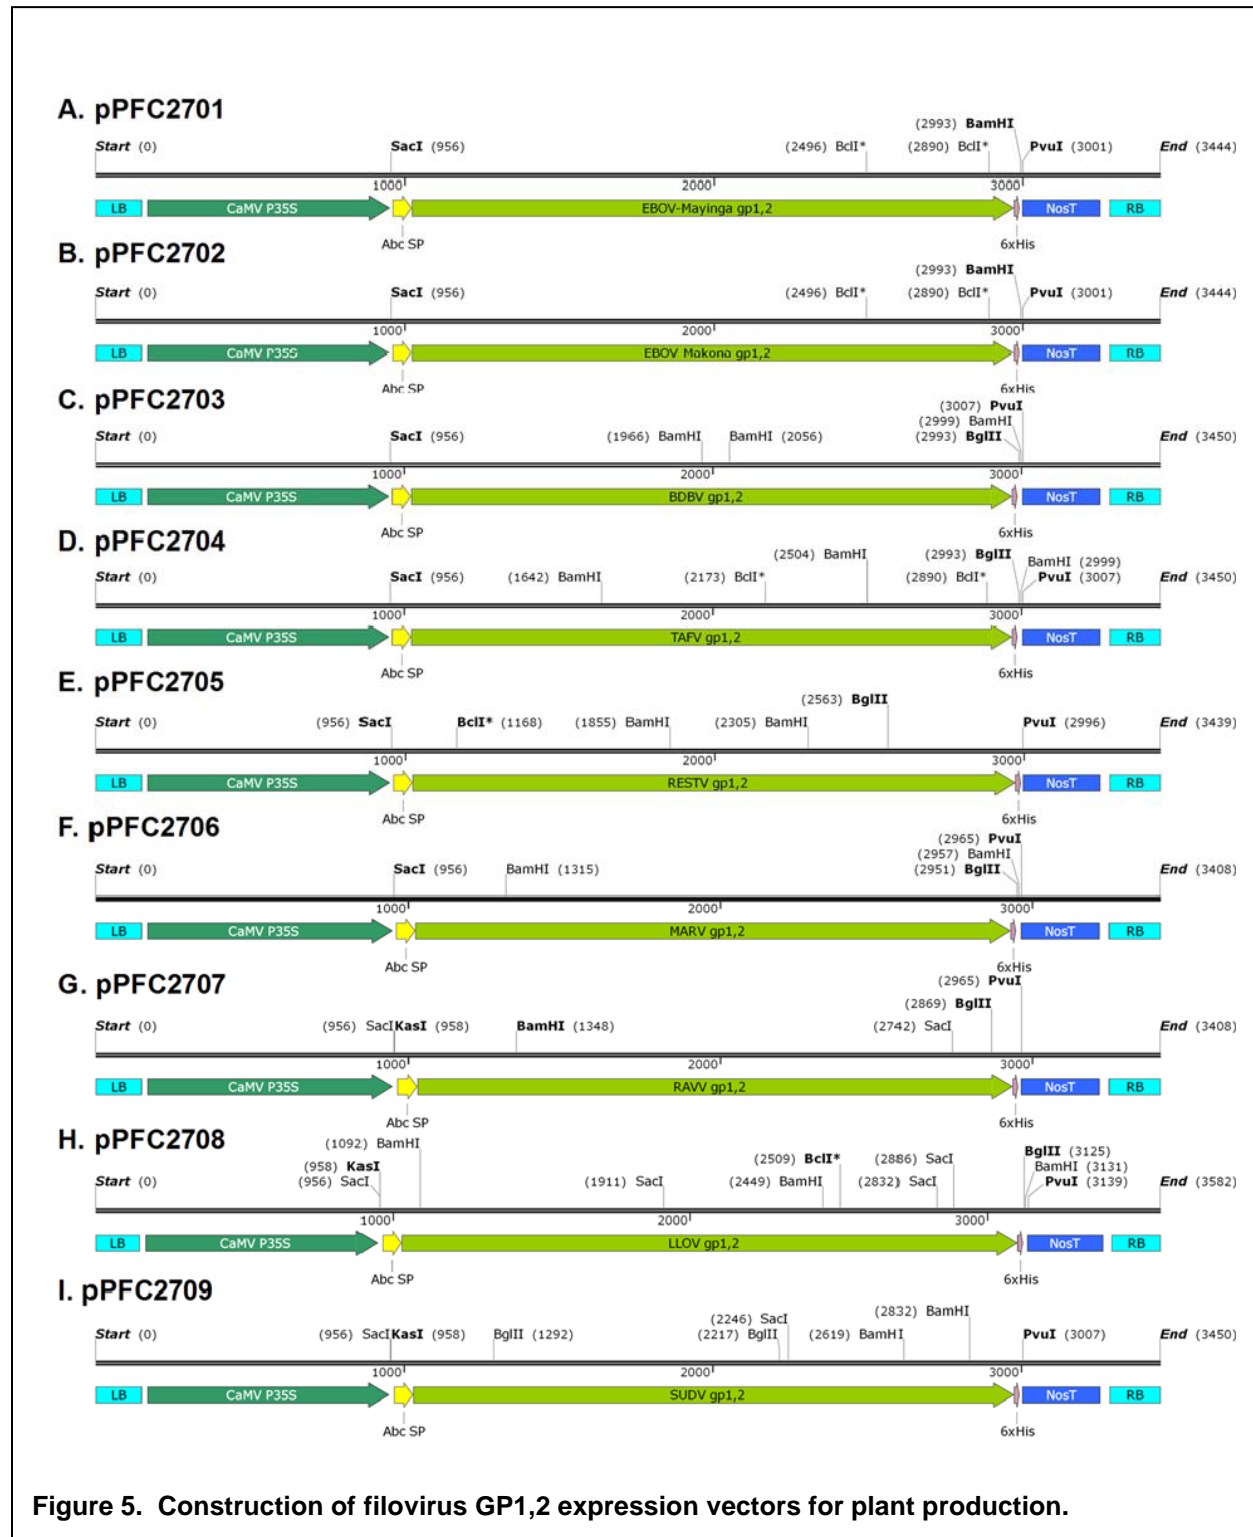 A. pPFC2701
(2993) BamHI
Start (0) SacI (956) (2496) BclI* (2890) BclI* PvuI (3001) End (3444)
1000 2000 3000
LB CaMV P35S EBOV-Mayinga gp1,2 NosT RB
Abc SP 6xHis
B. pPFC2702
(2993) BamHI
Start (0) SacI (956) (2496) BclI* (2890) BclI* PvuI (3001) End (3444)
1000 2000 3000
LB CaMV P35S EBOV Makona gp1,2 NosT RB
Abc SP 6xHis
C. pPFC2703
(3007) PvuI
(2999) BamHI
Start (0) SacI (956) (1966) BamHI BamHI (2056) (2993) BglII End (3450)
1000 2000 3000
LB CaMV P35S BDBV gp1,2 NosT RB
Abc SP 6xHis
D. pPFC2704
(2504) BamHI (2993) BglII BamHI (2999)
Start (0) SacI (956) (1642) BamHI (2173) BclI* (2890) BclI* PvuI (3007) End (3450)
1000 2000 3000
LB CaMV P35S TAFV gp1,2 NosT RB
Abc SP 6xHis
E. pPFC2705
(2563) BglII
Start (0) (956) SacI BclI* (1168) (1855) BamHI (2305) BamHI PvuI (2996) End (3439)
1000 2000 3000
LB CaMV P35S RESTV gp1,2 NosT RB
Abc SP 6xHis
F. pPFC2706
(2965) PvuI
(2957) BamHI
Start (0) SacI (956) BamHI (1315) (2951) BglII End (3408)
1000 2000 3000
LB CaMV P35S MARV gp1,2 NosT RB
Abc SP 6xHis
G. pPFC2707
(2965) PvuI
(2869) BglII
Start (0) (956) SacI KasI (958) BamHI (1348) (2742) SacI End (3408)
1000 2000 3000
LB CaMV P35S RAVV gp1,2 NosT RB
Abc SP 6xHis
H. pPFC2708
(1092) BamHI BglII (3125)
(958) KasI (2509) BclI* (2886) SacI BamHI (3131)
Start (0) (956) SacI (1911) SacI (2449) BamHI (2832) SacI PvuI (3139) End (3582)
1000 2000 3000
LB CaMV P35S LLOV gp1,2 NosT RB
Abc SP 6xHis
I. pPFC2709
(2246) SacI (2832) BamHI
Start (0) (956) SacI KasI (958) BglII (1292) (2217) BglII (2619) BamHI PvuI (3007) End (3450)
1000 2000 3000
LB CaMV P35S SUDV gp1,2 NosT RB
Abc SP 6xHis
Figure 5. Construction of filovirus GP1,2 expression vectors for plant production.